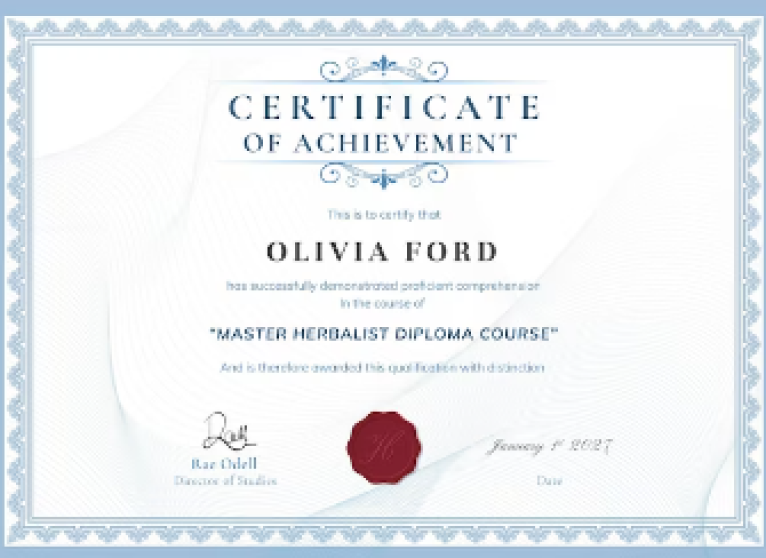 CERTIFICATE
OF ACHIEVEMENT
This is to certify that
OLIVIA FORD
has successfully demonstrated proficient comprehension
In the course of
"MASTER HERBALIST DIPLOMA COURSE"
And is therefore awarded this qualification with distinction
Rae Odell
Director of Studies
H
January 1st 2027
Date